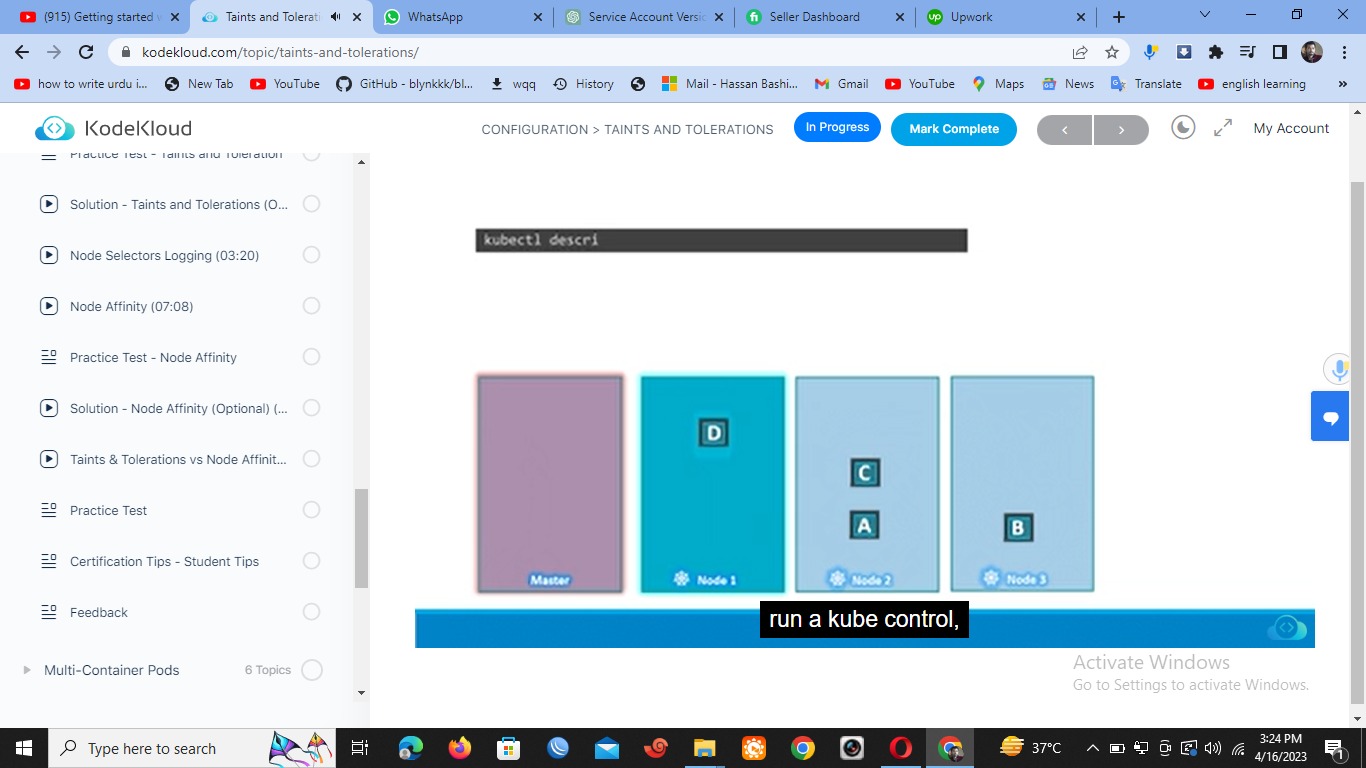 (915) Getting started w
Taints and Tolerati
WhatsApp
Service Account Versio
Seller Dashboard
Upwork
kodekloud.com/topic/taints-and-tolerations/
how to write urdu i...
New Tab
YouTube
GitHub - blynkkk/bl...
wqq
History
Mail - Hassan Bashi...
Gmail
YouTube
Maps
News
Translate
english learning
KodeKloud
CONFIGURATION > TAINTS AND TOLERATIONS
In Progress
Mark Complete
My Account
Practice Test - Taints and Toleration
Solution - Taints and Tolerations (O...
Node Selectors Logging (03:20)
Node Affinity (07:08)
Practice Test - Node Affinity
Solution - Node Affinity (Optional) (...
Taints & Tolerations vs Node Affinit...
Practice Test
Certification Tips - Student Tips
Feedback
Multi-Container Pods
6 Topics
kubectl descri
D
C
A
B
Master
Node 1
Node 2
Node 3
run a kube control,
Activate Windows
Go to Settings to activate Windows.
Type here to search
37°C
3:24 PM
4/16/2023
1